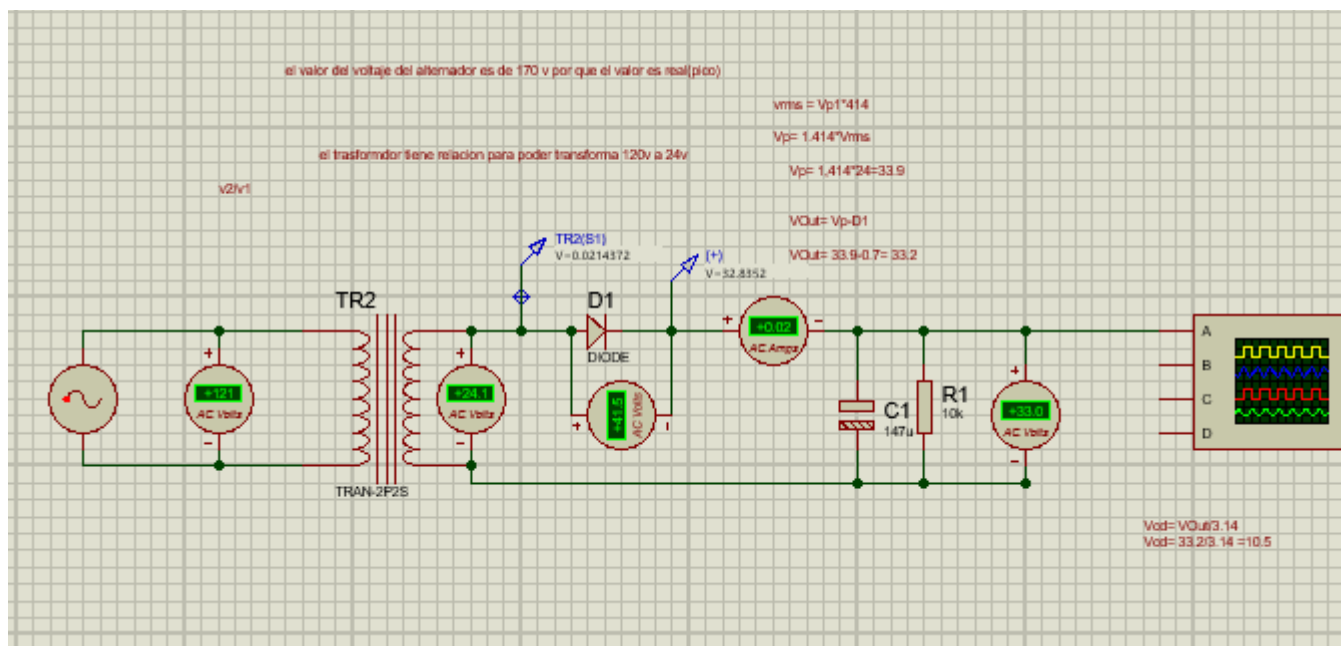 el valor del voltaje del alternador es de 170 v por que el valor es real(pico)
vrms = Vp1*414
Vp= 1.414*Vrms
el trasformdor tiene relacion para poder transforma 120v a 24v
Vp= 1,414*24=33.9
v2/v1
VOut= Vp-D1
VOut= 33.9-0.7= 33.2
TR2(S1)
V=0.0214372
(+)
V=32.8352
TR2
D1
DIODE
+121
AC Volts
+24.1
AC Volts
+41.5
AC Volts
+0.02
AC Amps
C1
147u
R1
10k
+33.0
AC Volts
A
B
C
D
TRAN-2P2S
Vcd= VOut/3.14
Vcd= 33.2/3.14 =10.5